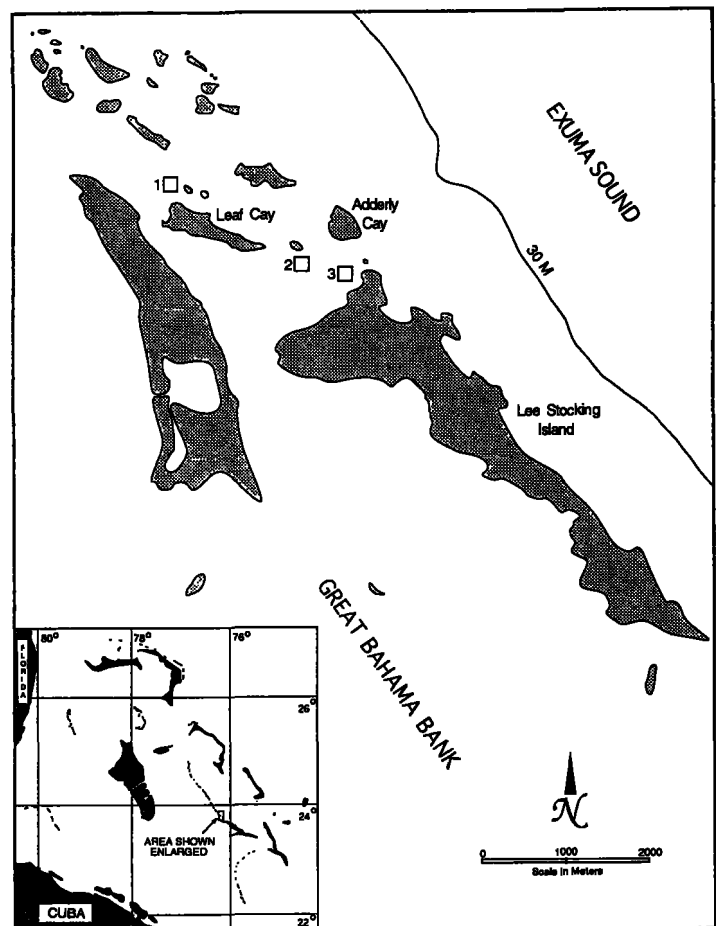 EXUMA SOUND
1
Leaf Cay
Adderly
Cay
2
3
30 M
Lee Stocking
Island
GREAT BAHAMA BANK
FLORIDA
80°
78°
76°
26°
24°
22°
AREA SHOWN
ENLARGED
CUBA
N
0 1000 2000
Scale in Meters